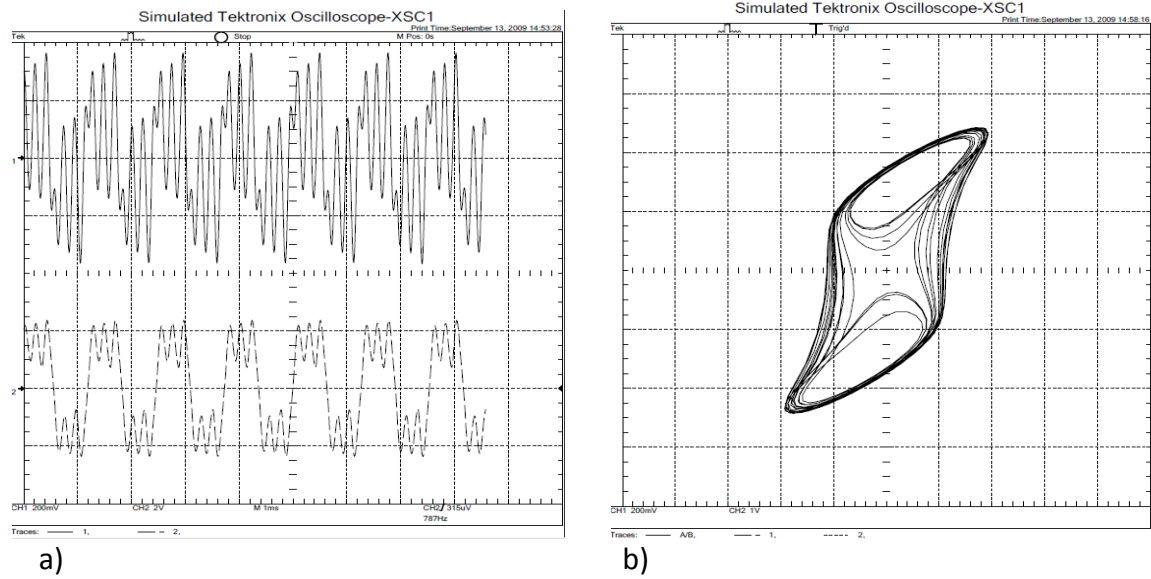 Simulated Tektronix Oscilloscope-XSC1
Print Time:September 13, 2009 14:53:28
Tek Stop M Pos: 0s
1
2
CH1 200mV CH2 2V M 1ms CH2 315uV
787Hz
Traces: 1, 2,
a)
Simulated Tektronix Oscilloscope-XSC1
Print Time:September 13, 2009 14:58:16
Tek Trig'd
CH1 200mV CH2 1V
Traces: A/B, 1, 2,
b)